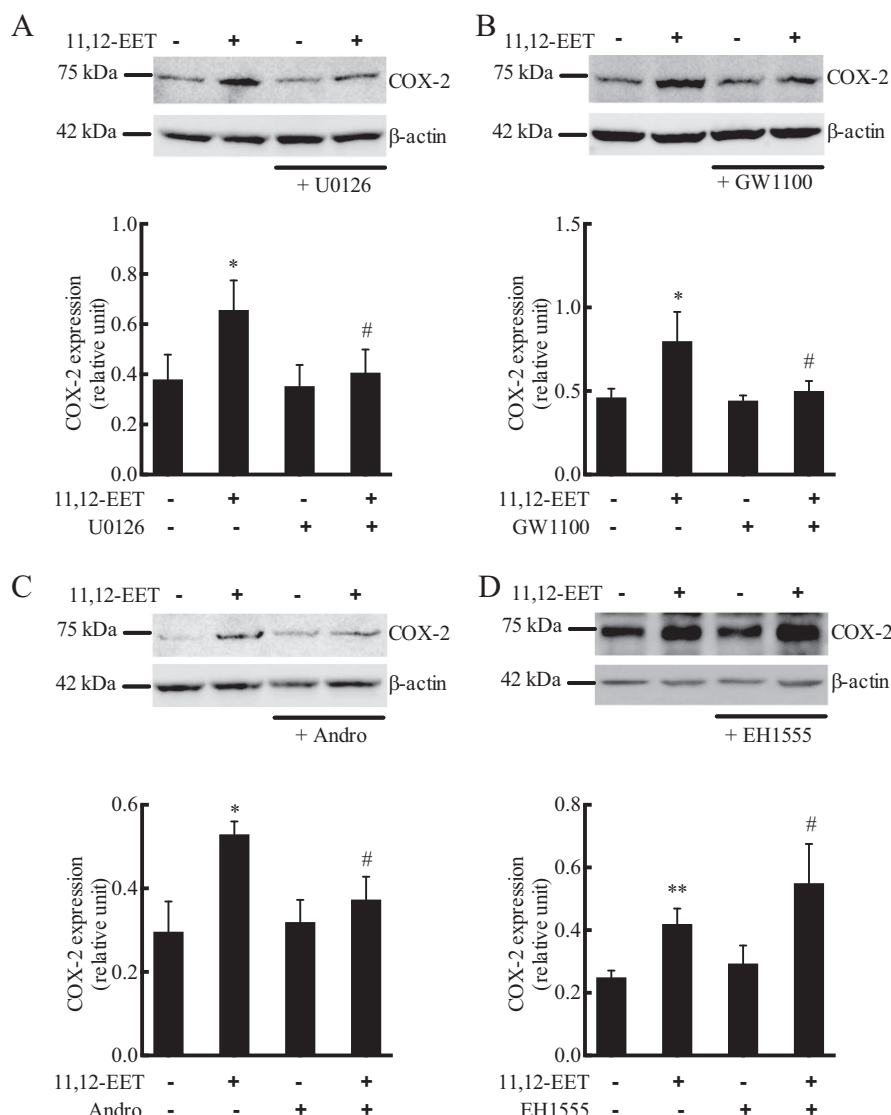 A
11,12-EET - + - +
75 kDa COX-2
42 kDa β-actin
+ U0126
COX-2 expression
(relative unit)
1.0
0.8
0.6
0.4
0.2
0.0
*
#
11,12-EET - + - +
U0126 - - + +
B
11,12-EET - + - +
75 kDa COX-2
42 kDa β-actin
+ GW1100
COX-2 expression
(relative unit)
1.5
1.0
0.5
0.0
*
#
11,12-EET - + - +
GW1100 - - + +
C
11,12-EET - + - +
75 kDa COX-2
42 kDa β-actin
+ Andro
COX-2 expression
(relative unit)
0.6
0.4
0.2
0.0
*
#
11,12-EET - + - +
Andro - - + +
D
11,12-EET - + - +
75 kDa COX-2
42 kDa β-actin
+ EH1555
COX-2 expression
(relative unit)
0.8
0.6
0.4
0.2
0.0
**
#
11,12-EET - + - +
EH1555 - - + +